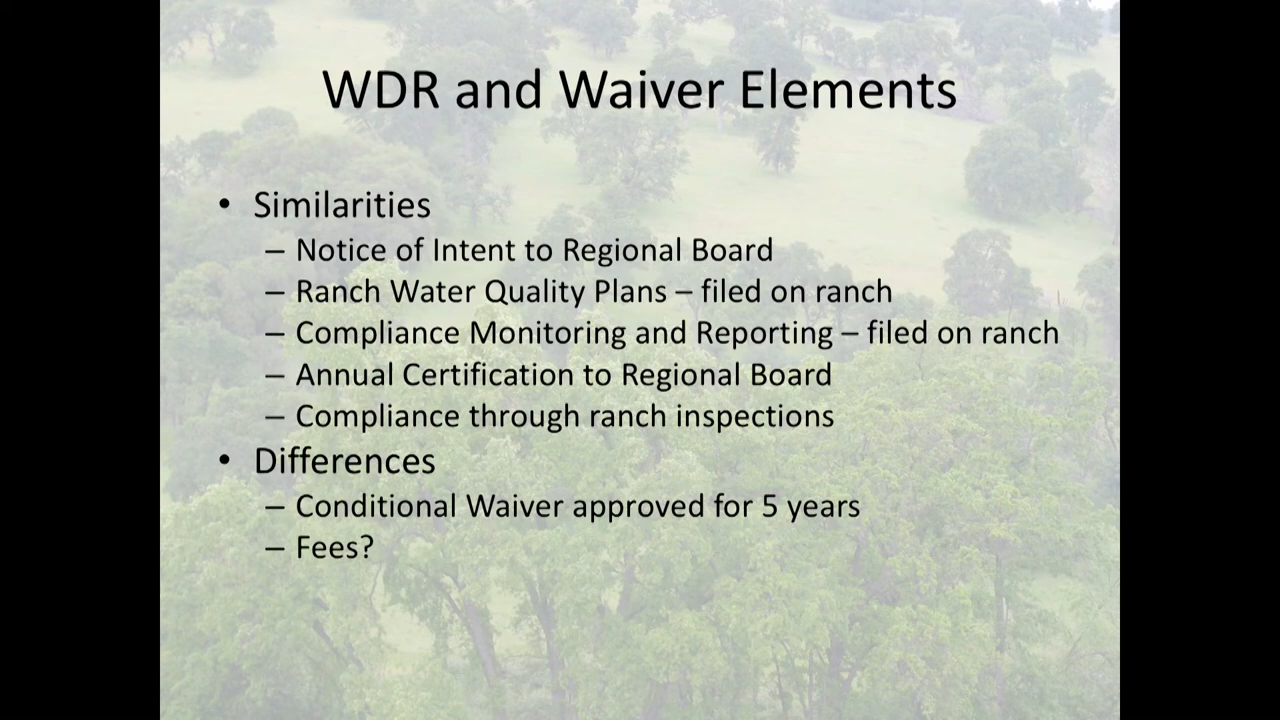 WDR and Waiver Elements
• Similarities
– Notice of Intent to Regional Board
– Ranch Water Quality Plans – filed on ranch
– Compliance Monitoring and Reporting – filed on ranch
– Annual Certification to Regional Board
– Compliance through ranch inspections
• Differences
– Conditional Waiver approved for 5 years
– Fees?